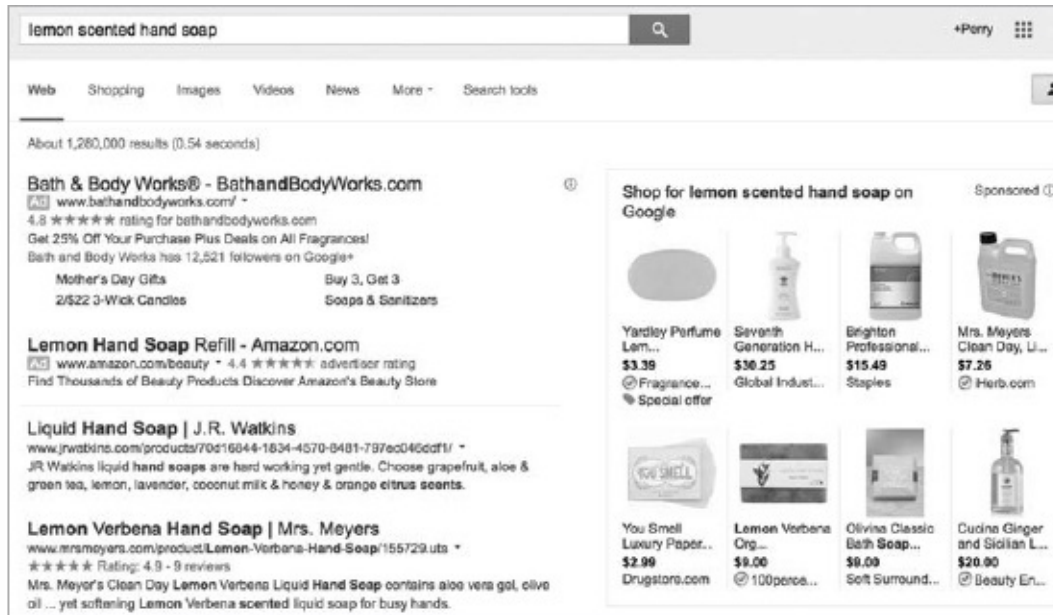 lemon scented hand soap
+Perry
Web Shopping Images Videos News More Search tools
About 1,280,000 results (0.54 seconds)
Bath & Body Works® - BathandBodyWorks.com
Ad www.bathandbodyworks.com/
4.8 ★★★★★ rating for bathandbodyworks.com
Get 25% Off Your Purchase Plus Deals on All Fragrances!
Bath and Body Works has 12,521 followers on Google+
Mother's Day Gifts Buy 3, Get 3
2/$22 3-Wick Candles Soaps & Sanitizers
Lemon Hand Soap Refill - Amazon.com
Ad www.amazon.com/beauty 4.4 ★★★★★ advertiser rating
Find Thousands of Beauty Products Discover Amazon's Beauty Store
Liquid Hand Soap | J.R. Watkins
JR Watkins liquid hand soaps are hard working yet gentle. Choose grapefruit, aloe &
green tea, lemon, lavender, coconut milk & honey & orange citrus scents.
Lemon Verbena Hand Soap | Mrs. Meyers
www.mrsmeyers.com/product/Lemon-Verbena-Hand-Soap/155729.uts
★★★★★ Rating: 4.9 - 9 reviews
Mrs. Meyer's Clean Day Lemon Verbena Liquid Hand Soap contains aloe vera gel, olive
oil ... yet softening Lemon Verbena scented liquid soap for busy hands.
Shop for lemon scented hand soap on
Google
Sponsored
Yardley Perfume
Lem...
$3.39
Fragrance...
Special offer
Seventh
Generation H...
$30.25
Global Indust...
Brighton
Professional...
$15.49
Staples
Mrs. Meyers
Clean Day, Li...
$7.26
iHerb.com
YOU SMELL
You Smell
Luxury Paper...
$2.99
Drugstore.com
Lemon Verbena
Org...
$9.00
100perce...
Olivina Classic
Bath Soap...
$9.00
Soft Surround...
Cucina Ginger
and Sicilian L...
$20.00
Beauty En...